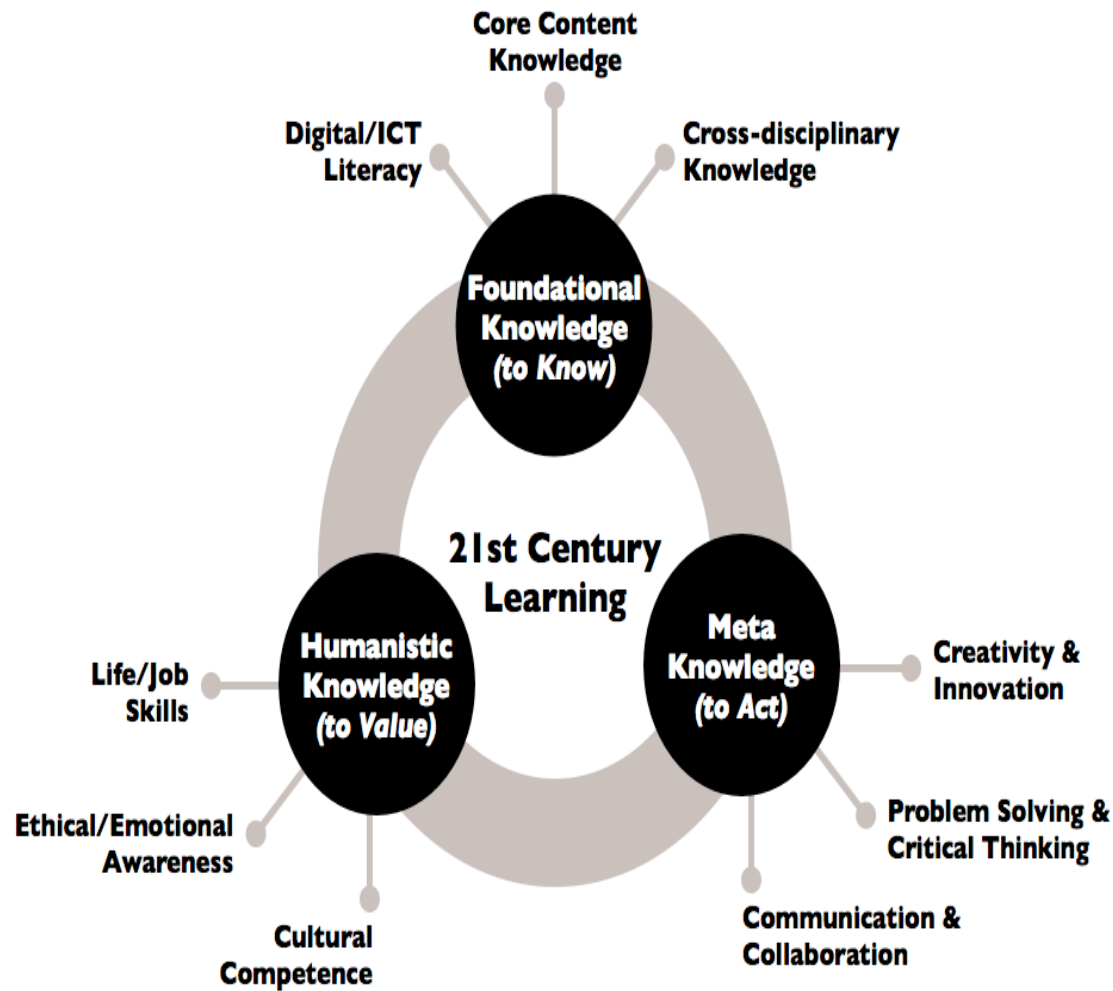 Core Content
Knowledge
Digital/ICT
Literacy
Cross-disciplinary
Knowledge
Foundational
Knowledge
(to Know)
21st Century
Learning
Humanistic
Knowledge
(to Value)
Meta
Knowledge
(to Act)
Life/Job
Skills
Creativity &
Innovation
Ethical/Emotional
Awareness
Problem Solving &
Critical Thinking
Cultural
Competence
Communication &
Collaboration